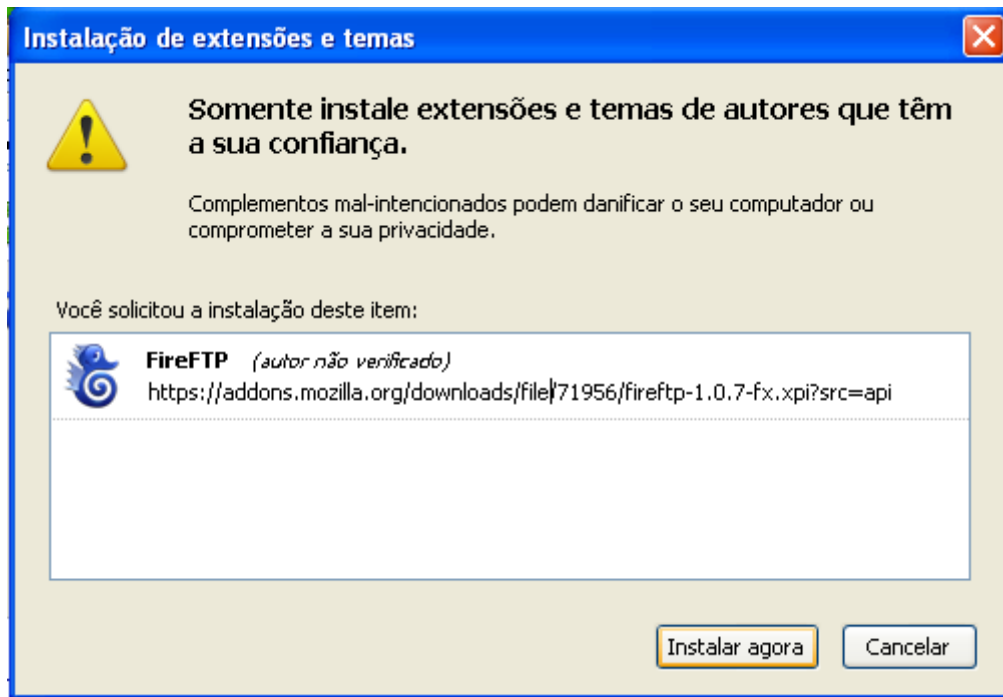 Instalação de extensões e temas
Somente instale extensões e temas de autores que têm
a sua confiança.
Complementos mal-intencionados podem danificar o seu computador ou
comprometer a sua privacidade.
Você solicitou a instalação deste item:
FireFTP (autor não verificado)
https://addons.mozilla.org/downloads/file/71956/fireftp-1.0.7-fx.xpi?src=api
Instalar agora Cancelar